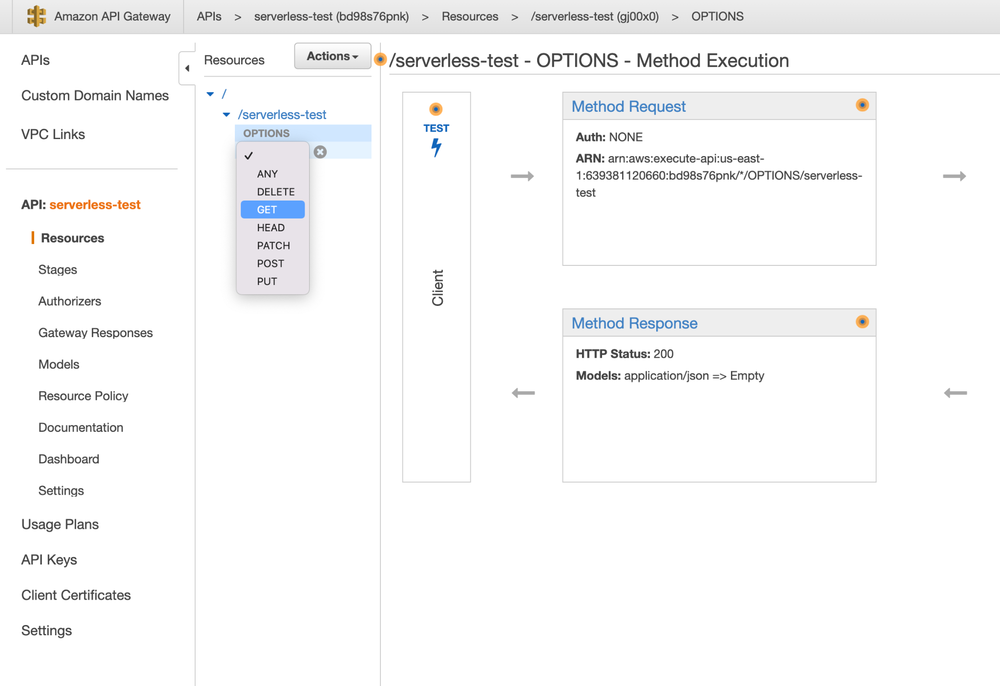 Amazon API Gateway
APIs > serverless-test (bd98s76pnk) > Resources > /serverless-test (gj00x0) > OPTIONS
APIs
Custom Domain Names
VPC Links
API: serverless-test
Resources
Stages
Authorizers
Gateway Responses
Models
Resource Policy
Documentation
Dashboard
Settings
Usage Plans
API Keys
Client Certificates
Settings
Resources
Actions
/
/serverless-test
OPTIONS
ANY
DELETE
GET
HEAD
PATCH
POST
PUT
/serverless-test - OPTIONS - Method Execution
TEST
Client
Method Request
Auth: NONE
ARN: arn:aws:execute-api:us-east-
1:639381120660:bd98s76pnk/*/OPTIONS/serverless-
test
Method Response
HTTP Status: 200
Models: application/json => Empty